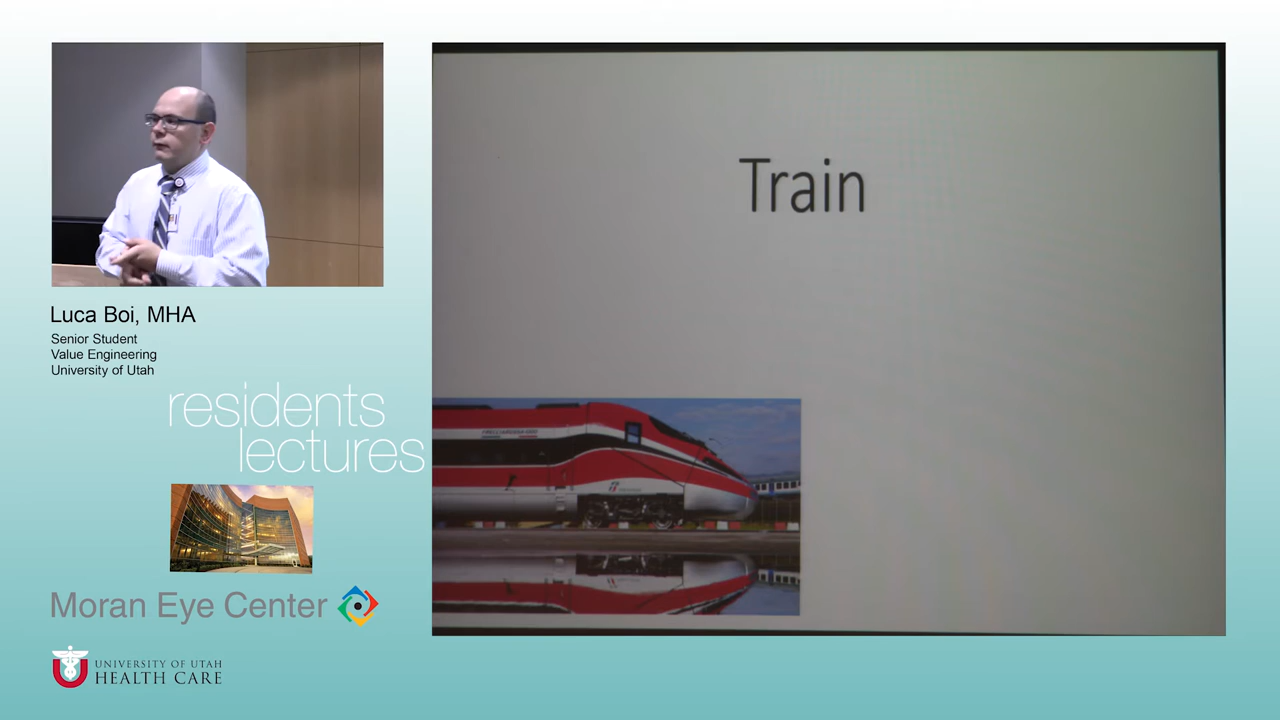 Luca Boi, MHA
Senior Student
Value Engineering
University of Utah
residents
lectures
Moran Eye Center
UNIVERSITY OF UTAH
HEALTH CARE
Train